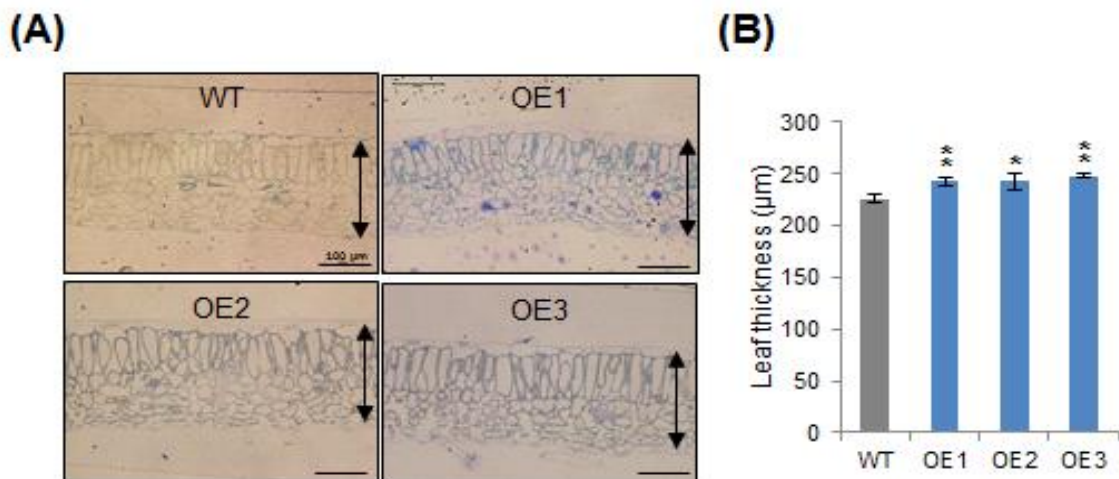 (A)
(B)
WT
OE1
100 µm
OE2
OE3
Leaf thickness (µm)
300
250
200
150
100
50
0
**
*
**
WT
OE1
OE2
OE3